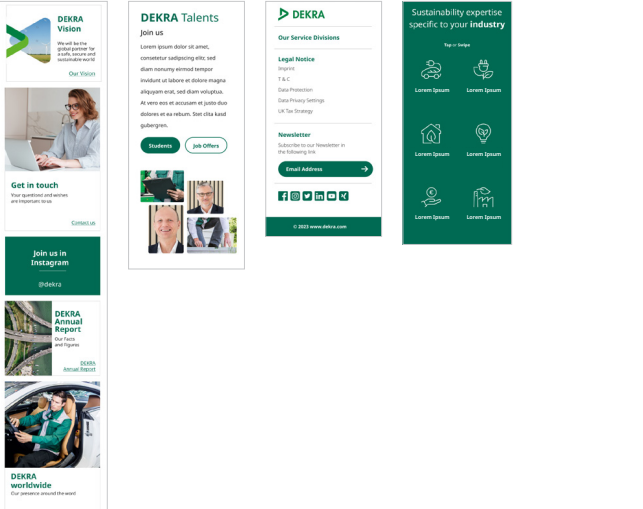 DEKRA
Vision
We will be the
global partner for
a safe, secure and
sustainable world
Our Vision
Get in touch
Your questions and wishes
are important to us
Contact us
Join us in
Instagram
@dekra
DEKRA
Annual
Report
Our facts
and figures
DEKRA
Annual Report
DEKRA
worldwide
Our presence around the word
DEKRA Talents
Join us
Lorem ipsum dolor sit amet,
consetetur sadipscing elitr, sed
diam nonumy eirmod tempor
invidunt ut labore et dolore magna
aliquyam erat, sed diam voluptua.
At vero eos et accusam et justo duo
dolores et ea rebum. Stet clita kasd
gubergren.
Students
Job Offers
DEKRA
Our Service Divisions
Legal Notice
Imprint
T & C
Data Protection
Data Privacy Settings
UK Tax Strategy
Newsletter
Subscribe to our Newsletter in
the following link
Email Address
© 2023 www.dekra.com
Sustainability expertise
specific to your industry
Tap or Swipe
Lorem Ipsum
Lorem Ipsum
Lorem Ipsum
Lorem Ipsum
Lorem Ipsum
Lorem Ipsum